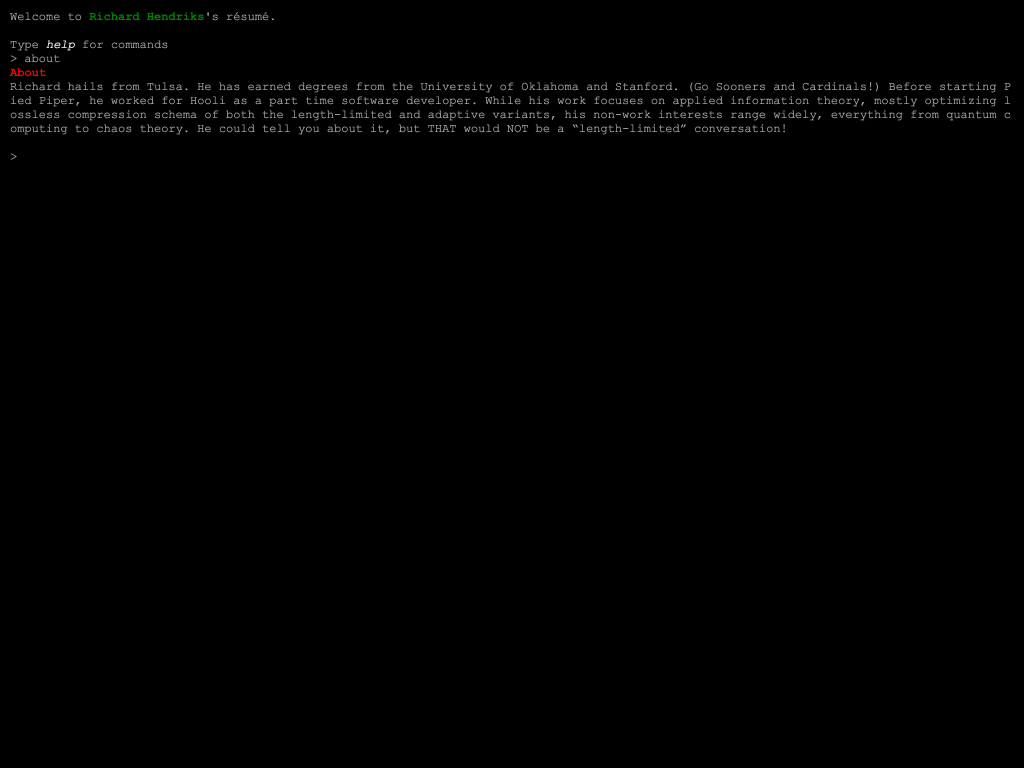 Welcome to Richard Hendriks's résumé.
Type help for commands
> about
About
Richard hails from Tulsa. He has earned degrees from the University of Oklahoma and Stanford. (Go Sooners and Cardinals!) Before starting P
ied Piper, he worked for Hooli as a part time software developer. While his work focuses on applied information theory, mostly optimizing l
ossless compression schema of both the length-limited and adaptive variants, his non-work interests range widely, everything from quantum c
omputing to chaos theory. He could tell you about it, but THAT would NOT be a “length-limited” conversation!
>